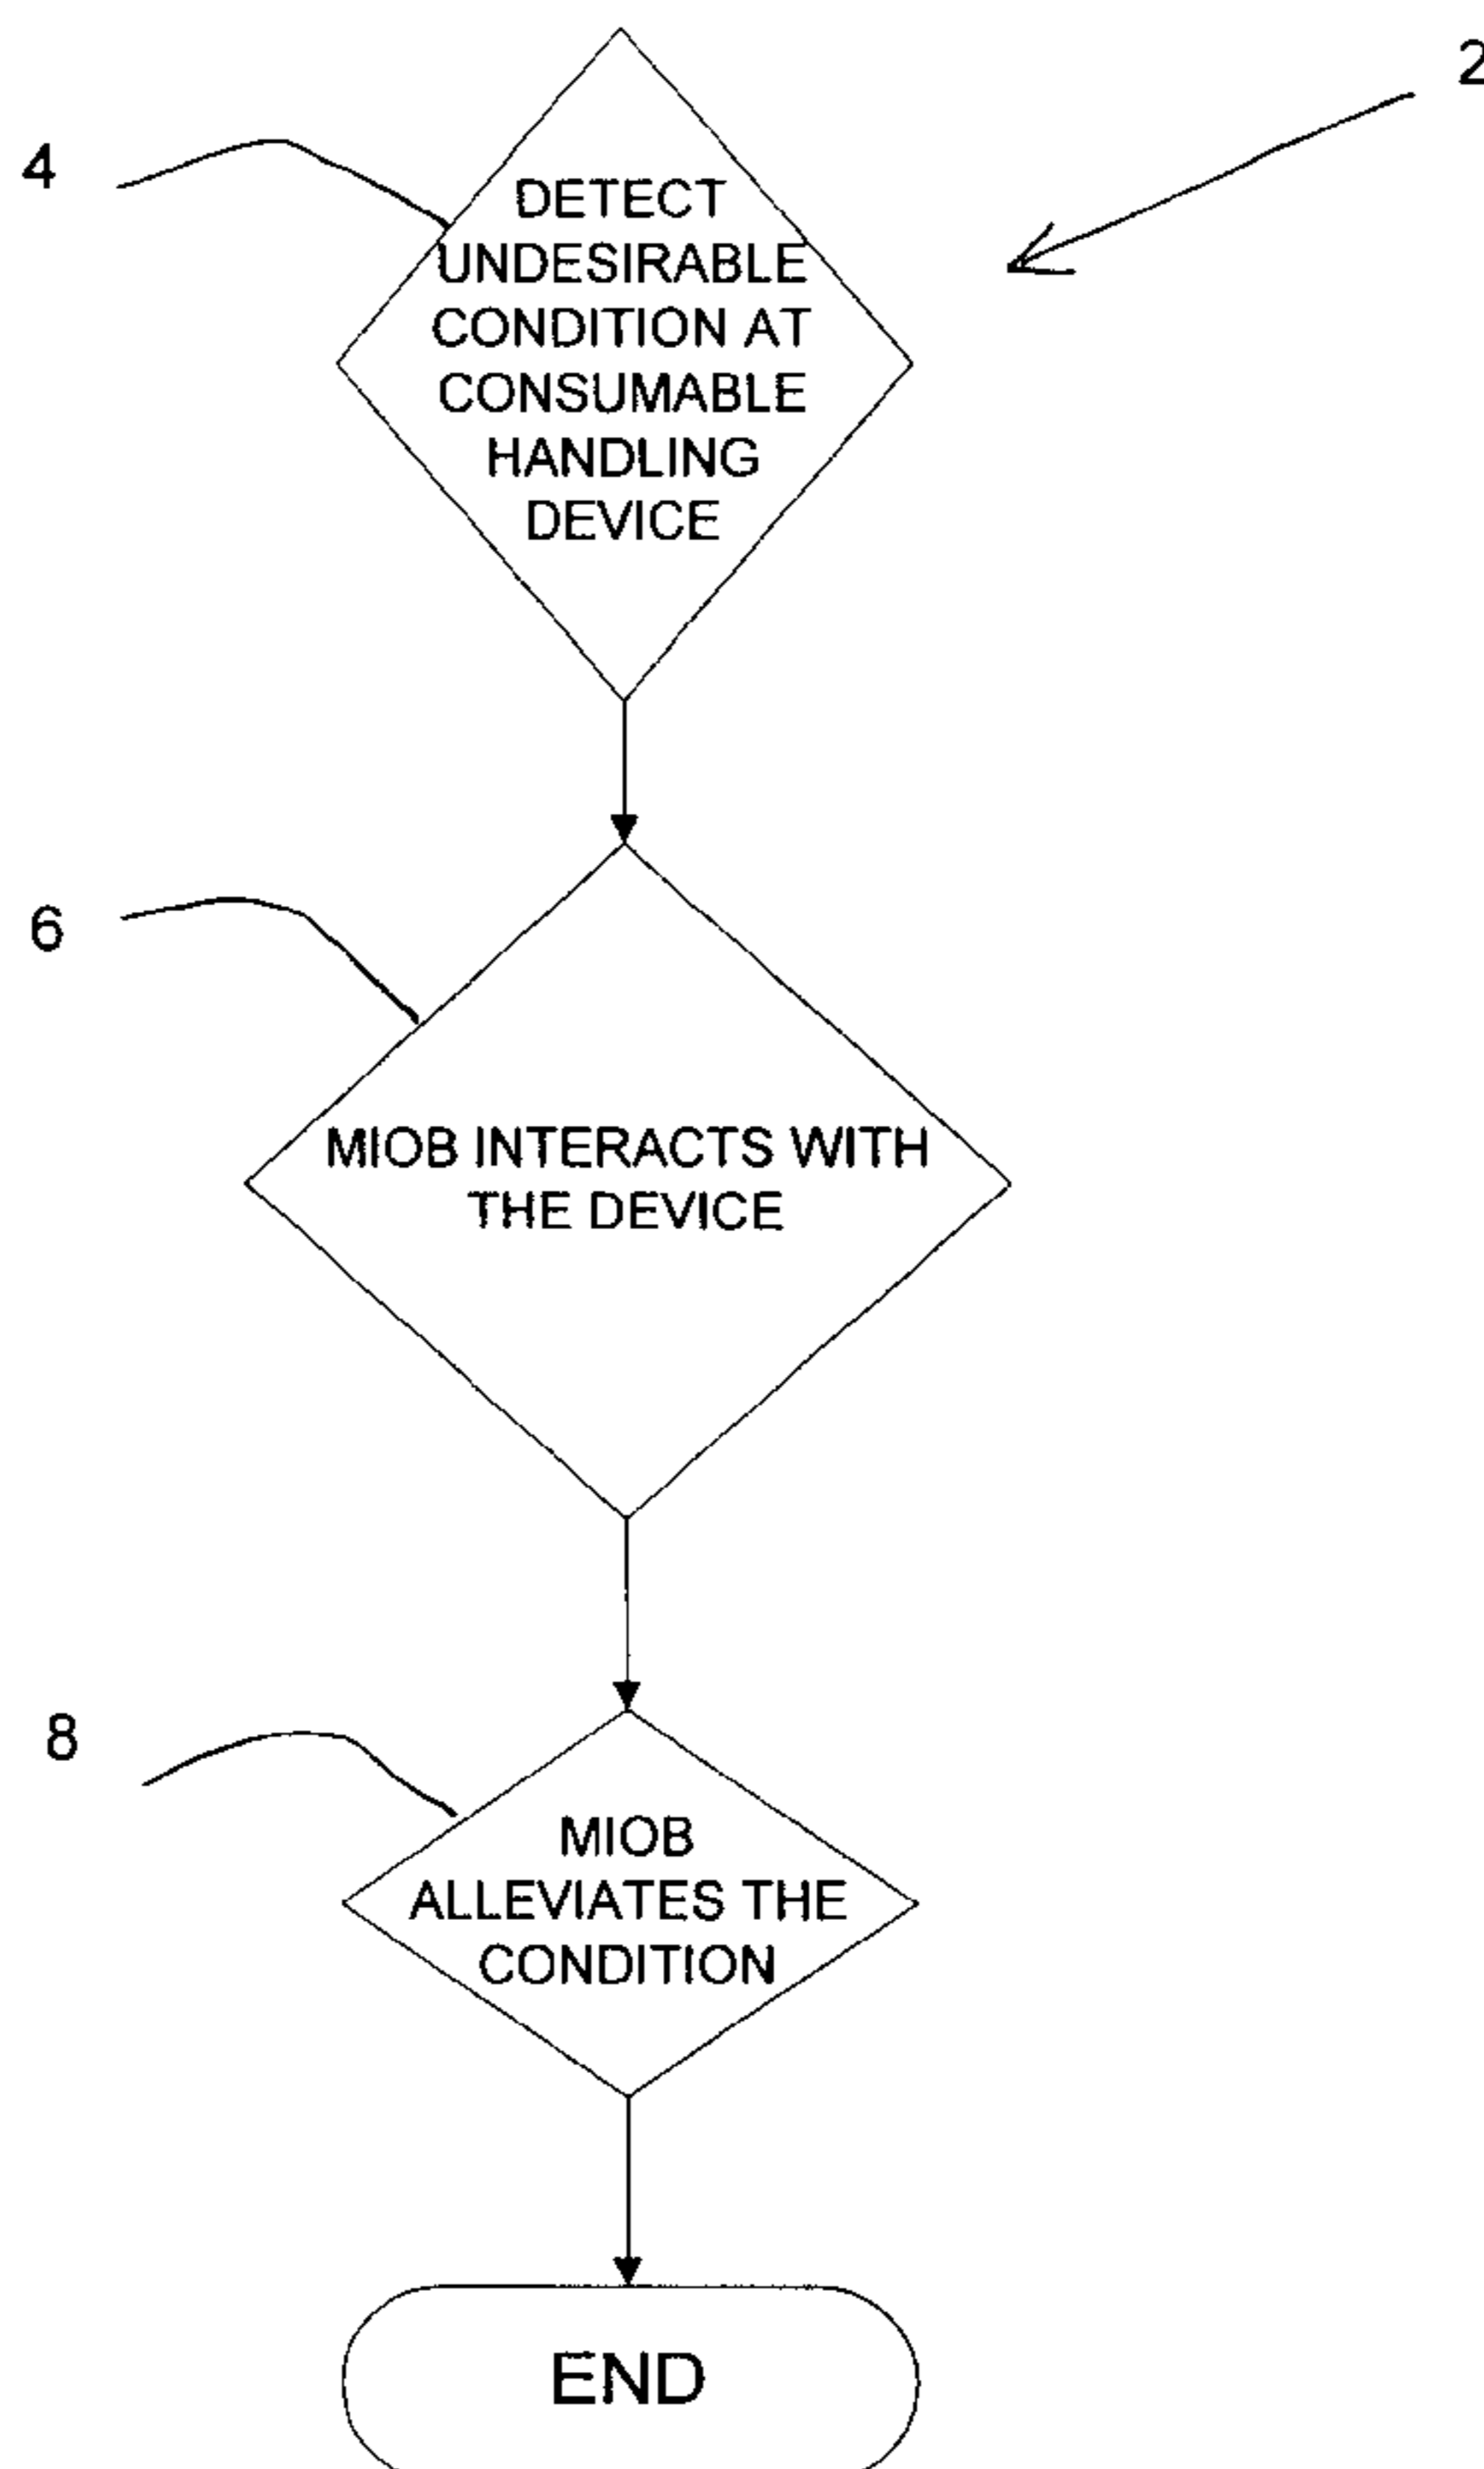 2
4
DETECT
UNDESIRABLE
CONDITION AT
CONSUMABLE
HANDLING
DEVICE
6
MIOB INTERACTS WITH
THE DEVICE
8
MIOB
ALLEVIATES THE
CONDITION
END